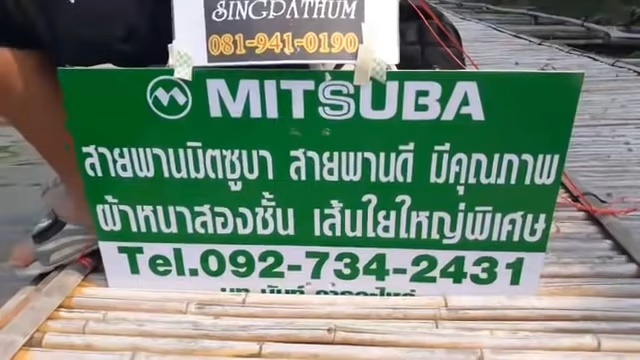 SINGPATHUM
081-941-0190
MITSUBA
สายพานมิตซูบา สายพานดี มีคุณภาพ
ผ้าหนาสองชั้น เส้นใยใหญ่พิเศษ
Tel.092-734-2431